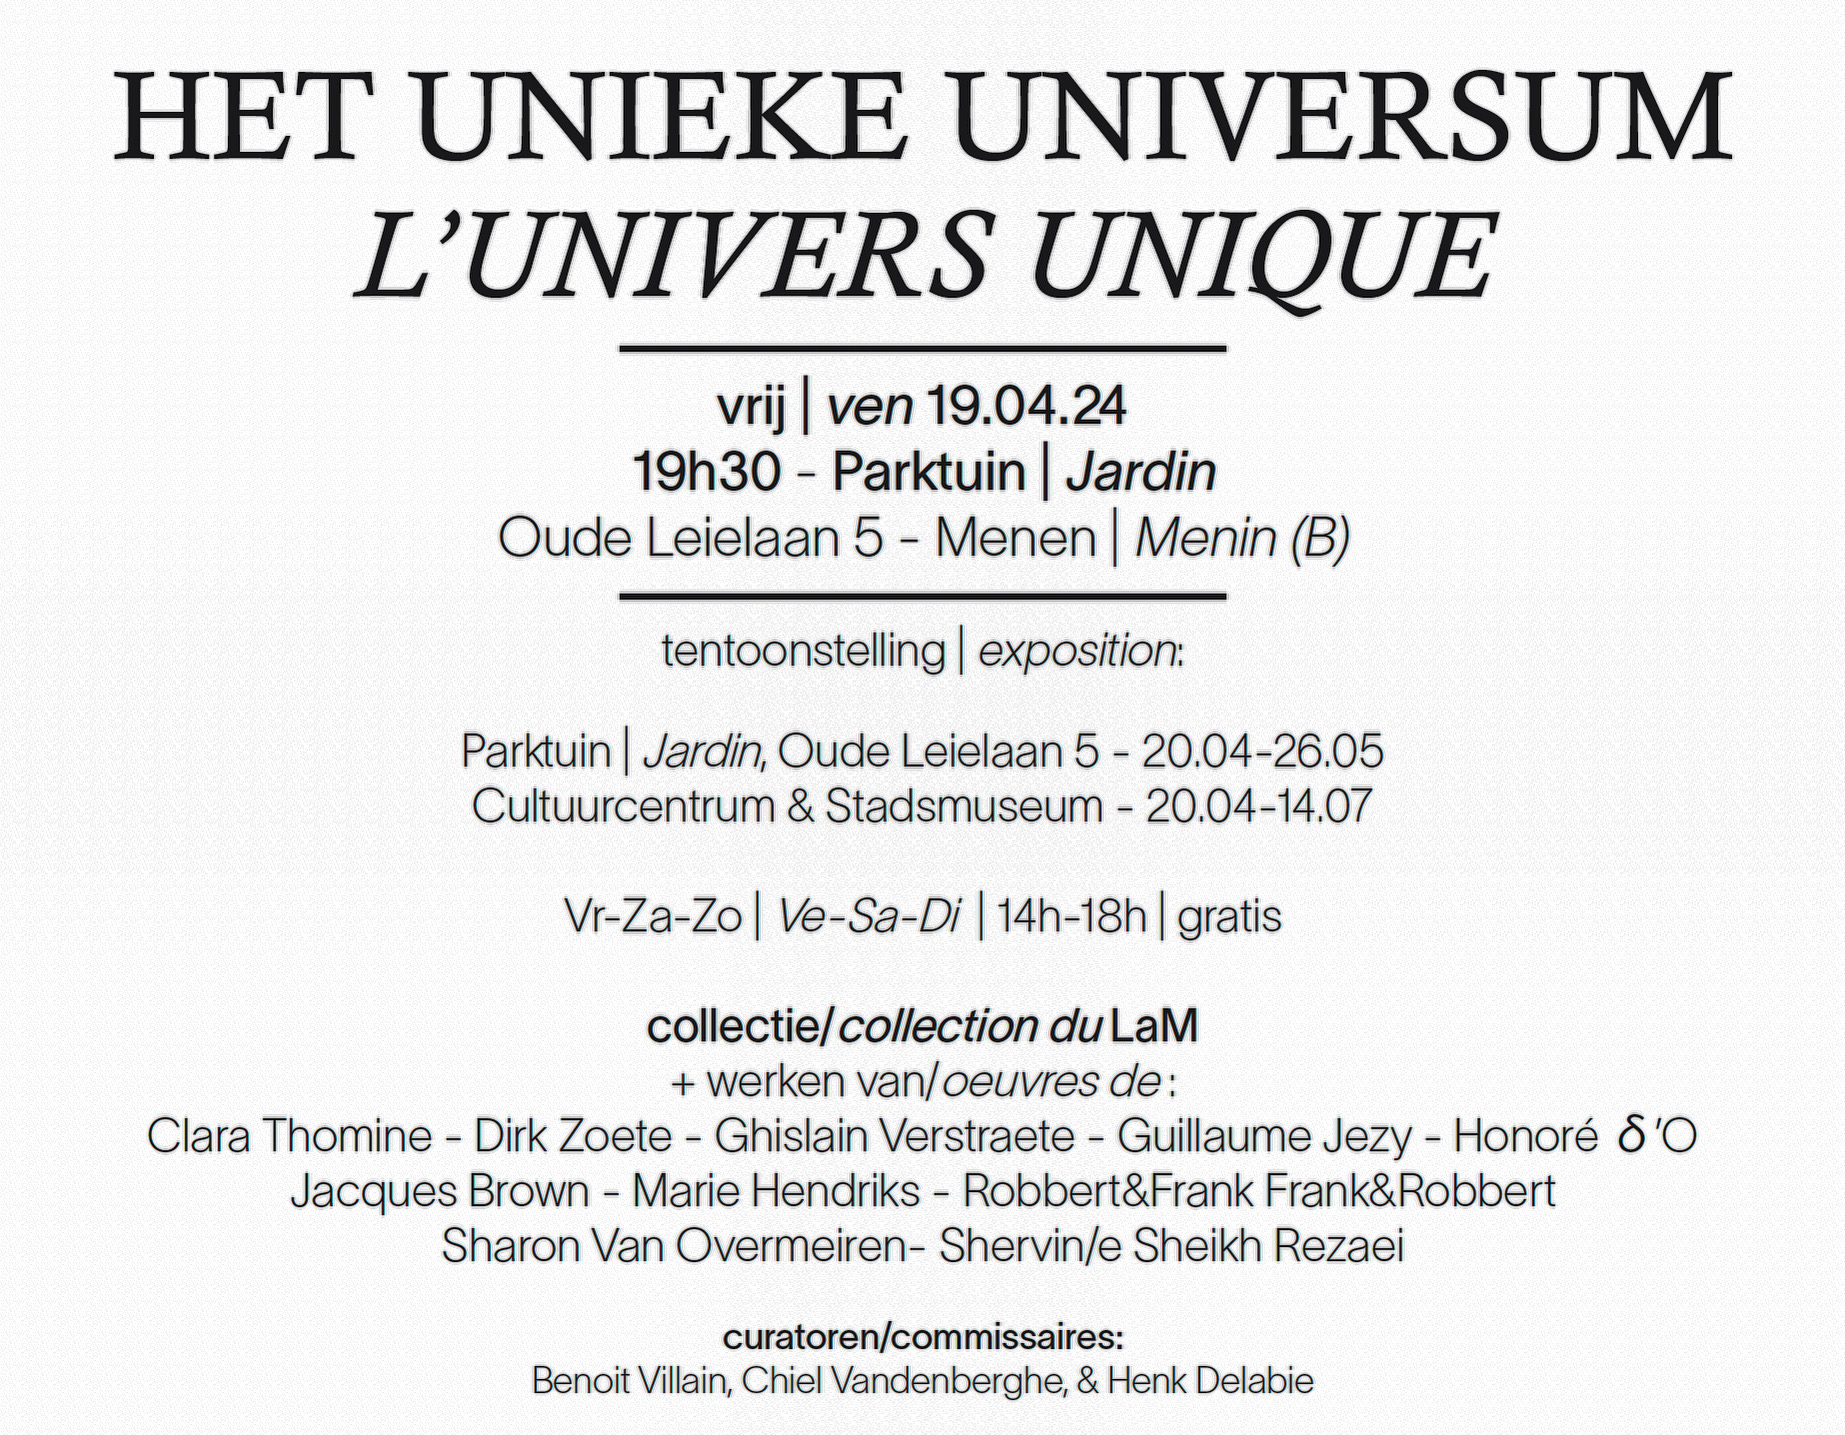 HET UNIEKE UNIVERSUM
L’UNIVERS UNIQUE
vrij | ven 19.04.24
19h30 - Parktuin | Jardin
Oude Leielaan 5 - Menen | Menin (B)
tentoonstelling | exposition:
Parktuin | Jardin, Oude Leielaan 5 - 20.04-26.05
Cultuurcentrum & Stadsmuseum - 20.04-14.07
Vr-Za-Zo | Ve-Sa-Di | 14h-18h | gratis
collectie/collection du LaM
+ werken van/oeuvres de :
Clara Thomine - Dirk Zoete - Ghislain Verstraete - Guillaume Jezy - Honoré δ'O
Jacques Brown - Marie Hendriks - Robbert&Frank Frank&Robbert
Sharon Van Overmeiren- Shervin/e Sheikh Rezaei
curatoren/commissaires:
Benoit Villain, Chiel Vandenberghe, & Henk Delabie